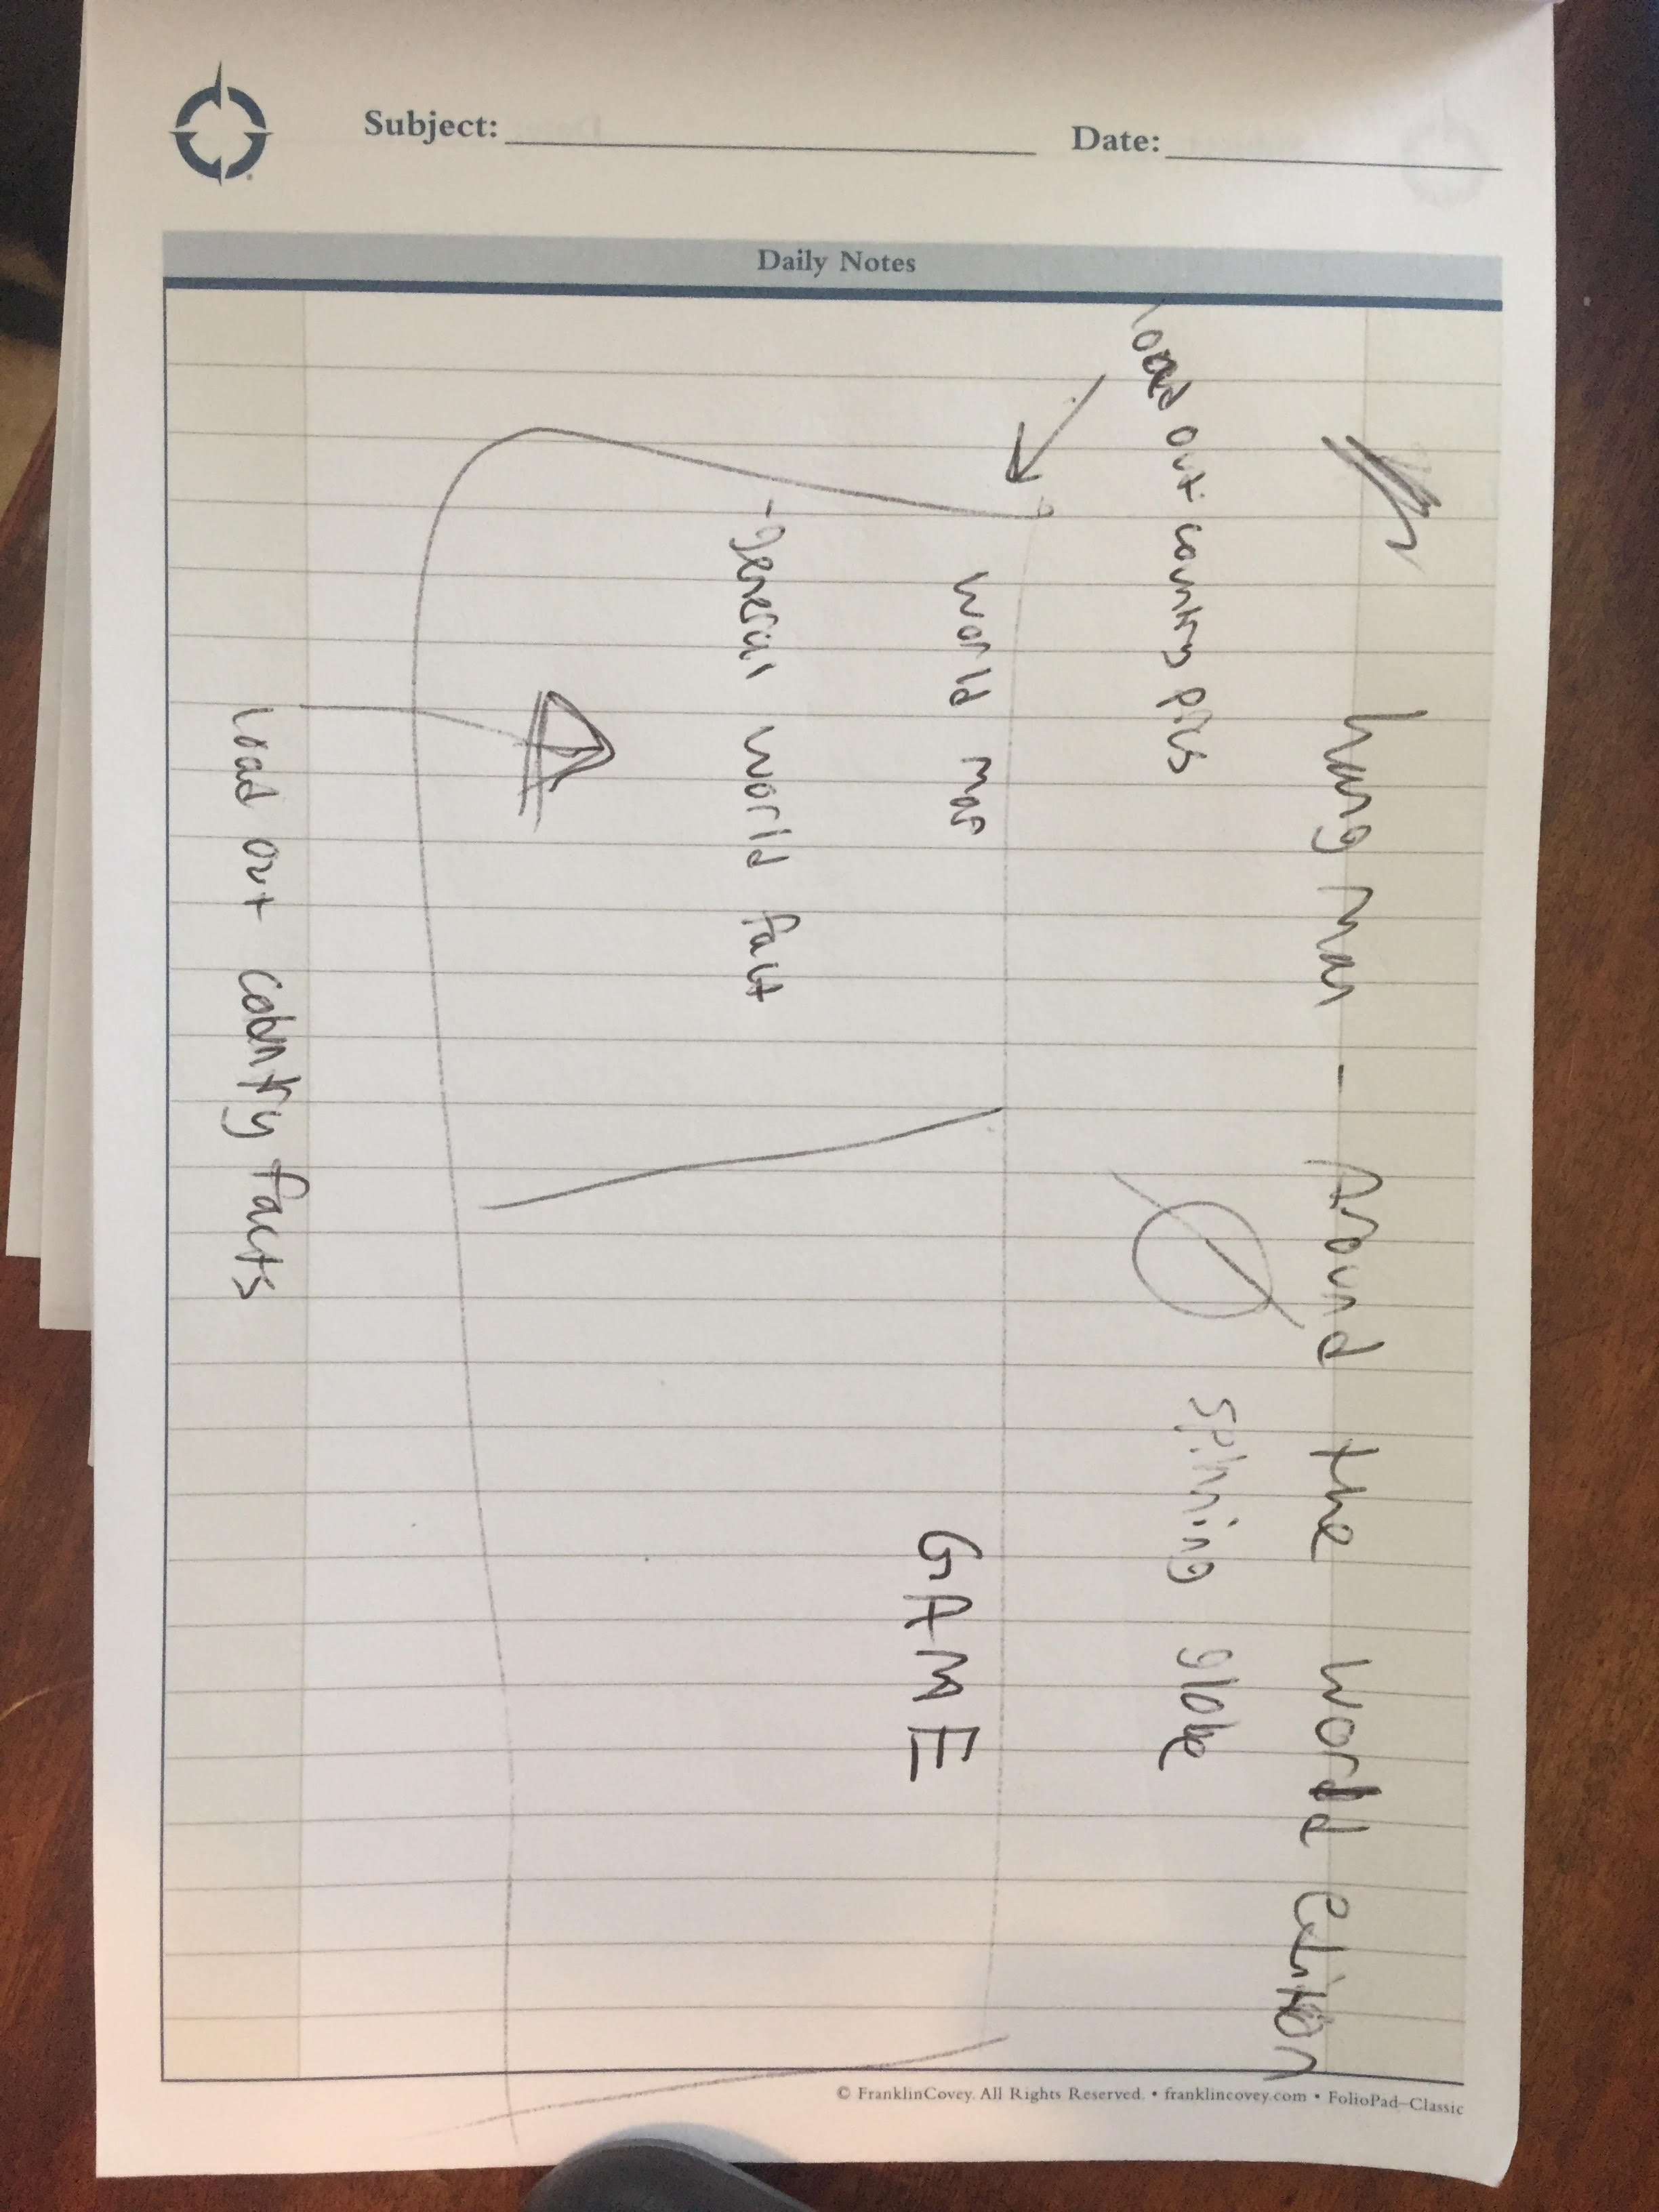 Subject:
Date:
Daily Notes
hang man - Around the world edition
load out country pics
spinning globe
world map
GAME
-general world fact
load out country facts
© FranklinCovey. All Rights Reserved. • franklincovey.com • FolioPad–Classic